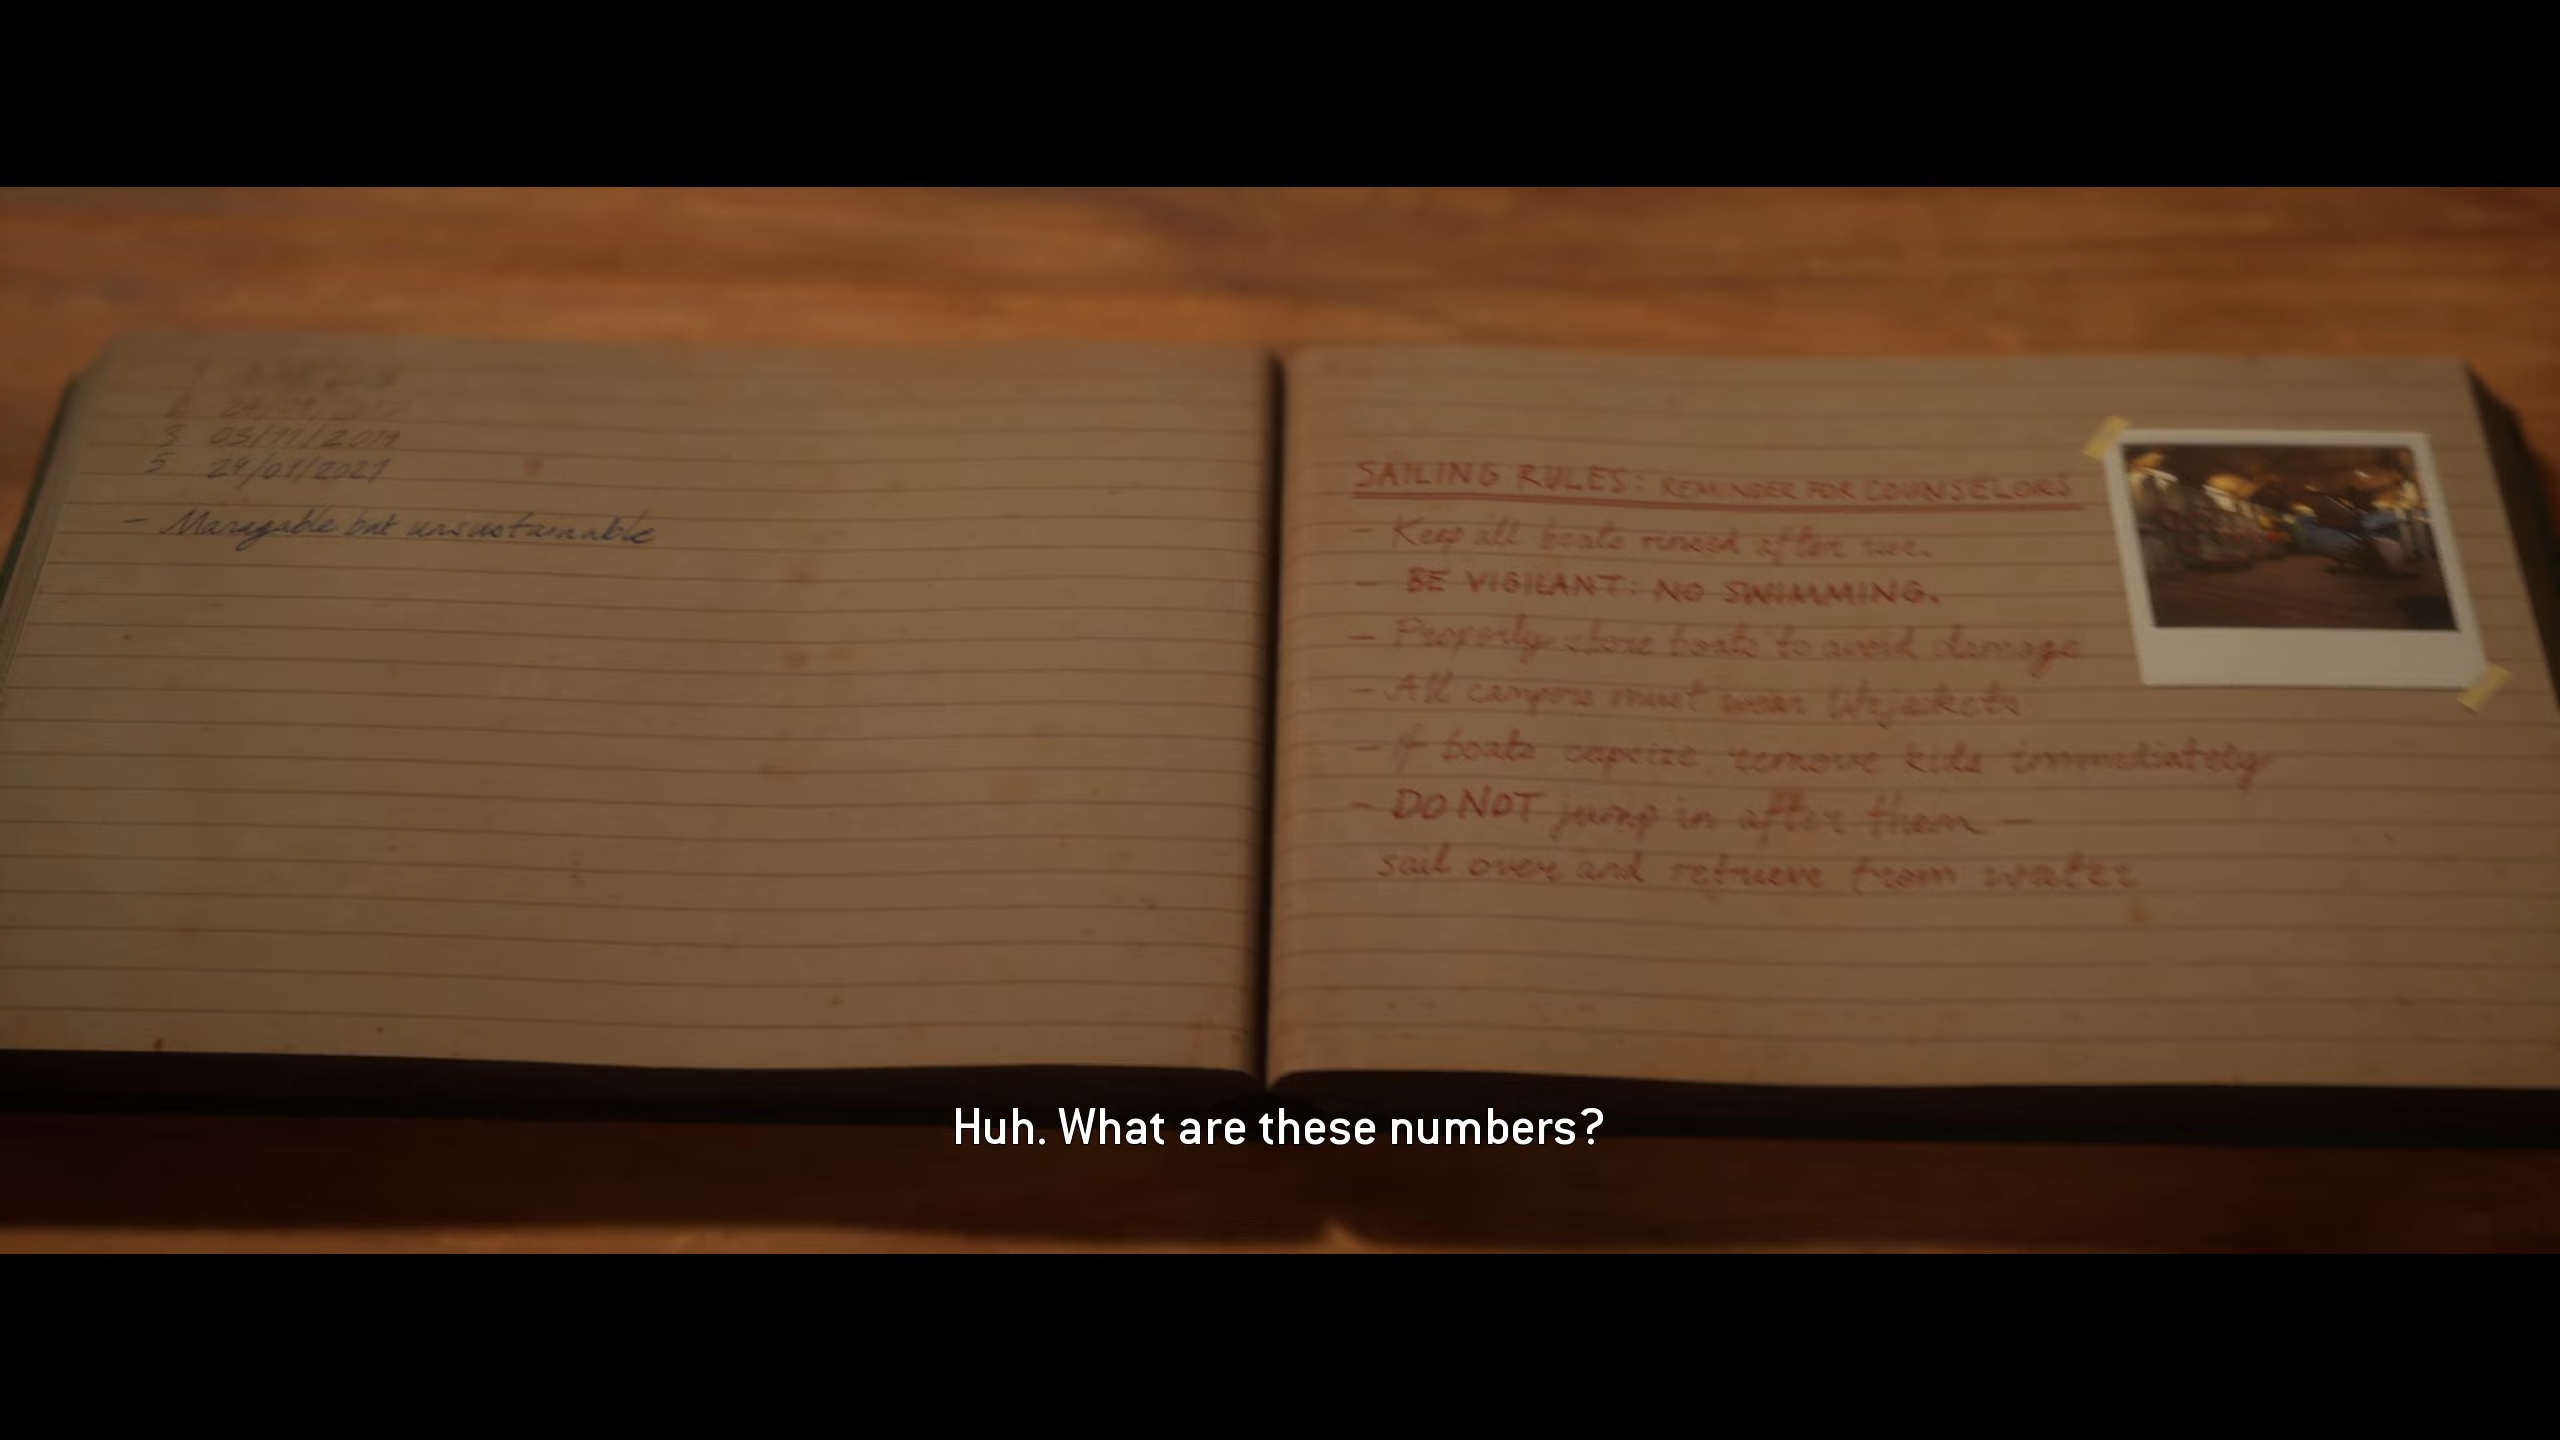 3 03/11/2019
5 29/01/2021
- Managable but unsustainable
SAILING RULES: REMINDER FOR COUNSELORS
- Keep all boats rinsed after use.
- BE VIGILANT: NO SWIMMING.
- Properly store boats to avoid damage
- All campers must wear lifejackets
- If boats capsize, remove kids immediately
- DO NOT jump in after them -
sail over and retrieve from water
Huh. What are these numbers?